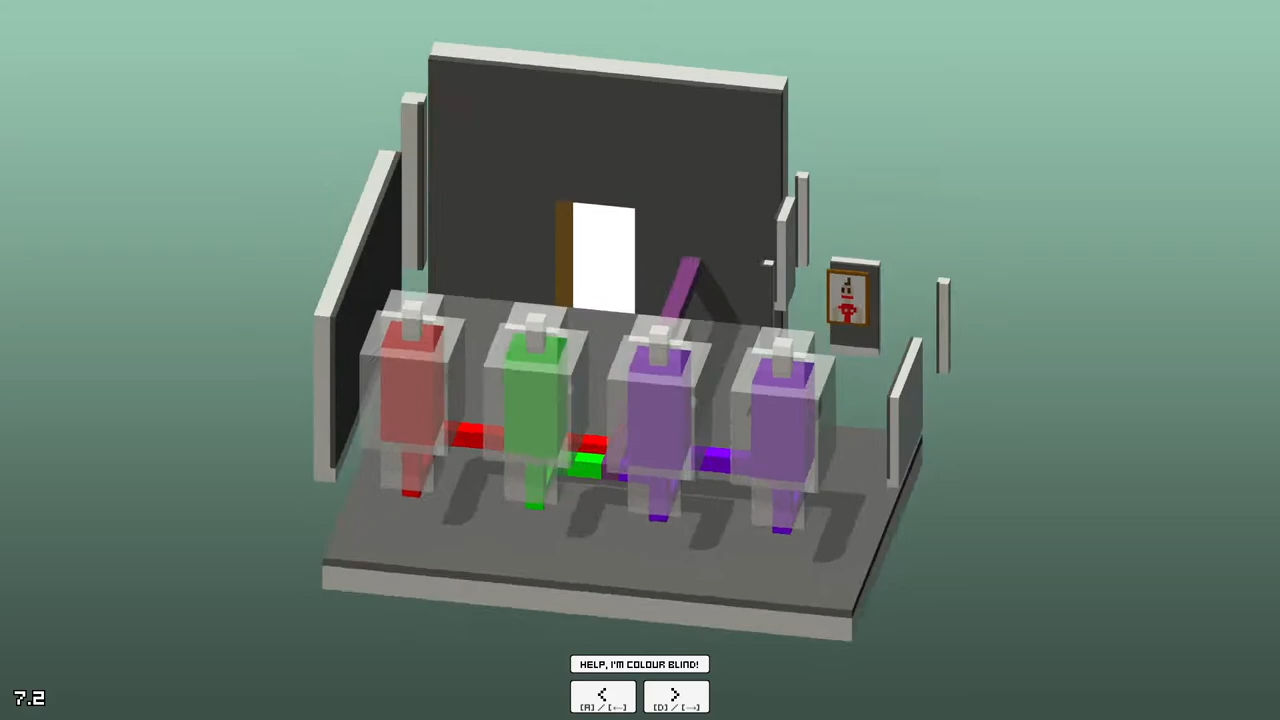 HELP, I'M COLOUR BLIND!
< >
[A] / [←] [D] / [→]
7.2